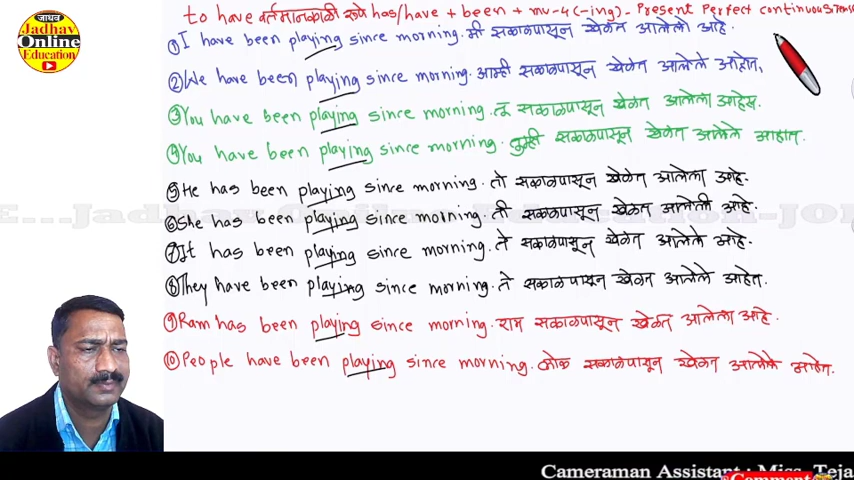 जाधव
Jadhav
Online
Education
to have वर्तमानकाळी रूपे has/have + been + mv-4 (-ing) - Present Perfect continuous Tense
① I have been playing since morning. मी सकाळपासून खेळत आलेलो आहे.
② We have been playing since morning. आम्ही सकाळपासून खेळत आलेले आहोत.
③ You have been playing since morning. तू सकाळपासून खेळत आलेला आहेस.
④ You have been playing since morning. तुम्ही सकाळपासून खेळत आलेले आहात.
⑤ He has been playing since morning. तो सकाळपासून खेळत आलेला आहे.
⑥ She has been playing since morning. ती सकाळपासून खेळत आलेली आहे.
⑦ It has been playing since morning. ते सकाळपासून खेळत आलेले आहे.
⑧ They have been playing since morning. ते सकाळपासून खेळत आलेले आहेत.
⑨ Ram has been playing since morning. राम सकाळपासून खेळत आलेला आहे.
⑩ People have been playing since morning. लोक सकाळपासून खेळत आलेले आहेत.
Cameraman Assistant : Miss. Teja
Comment